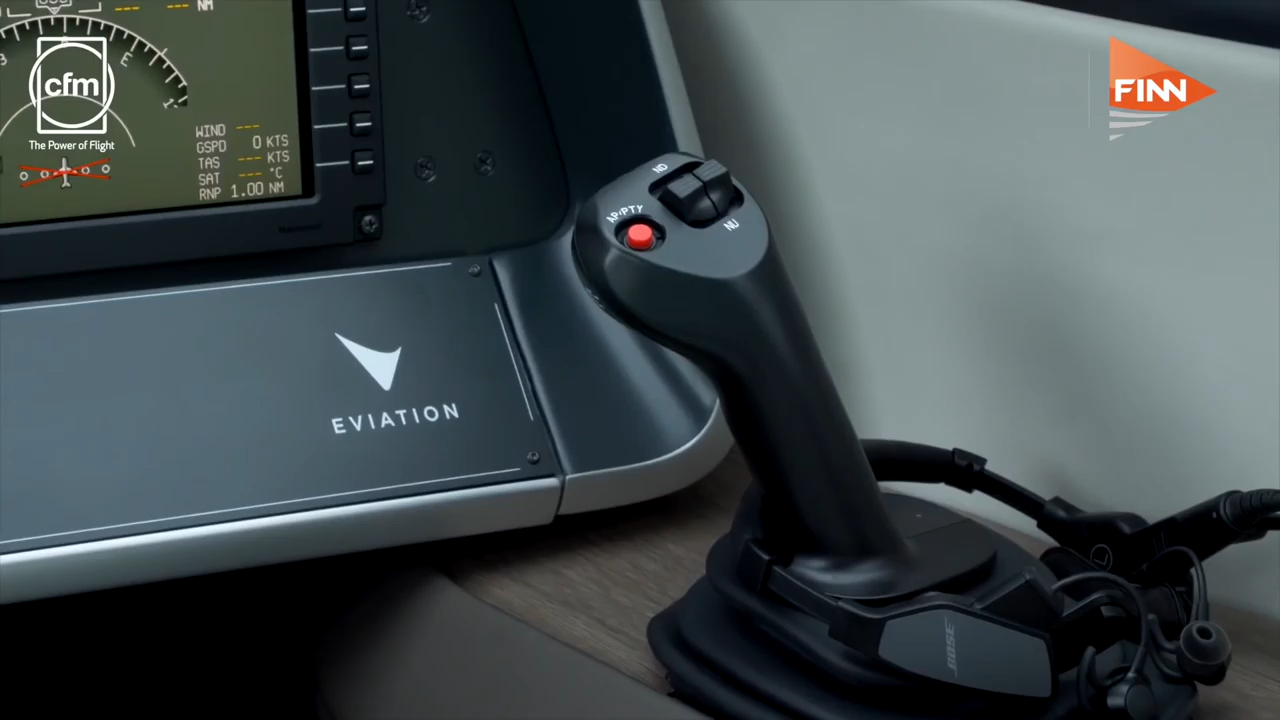 NM
E
cfm
The Power of Flight
WIND ---
GSPD 0 KTS
TAS --- KTS
SAT --- °C
RNP 1.00 NM
FINN
ND
AP/PTY
NU
EVIATION
BOSE